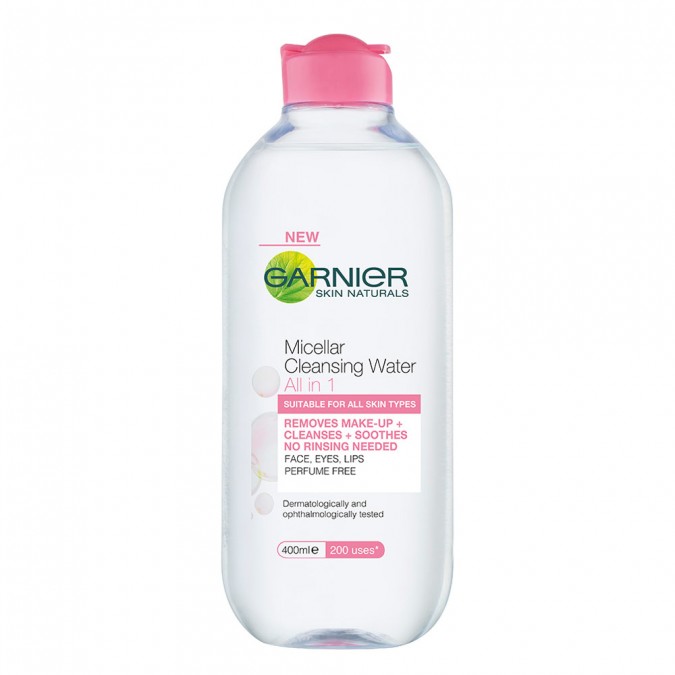 NEW
GARNIER
SKIN NATURALS
Micellar
Cleansing Water
All in 1
SUITABLE FOR ALL SKIN TYPES
REMOVES MAKE-UP +
CLEANSES + SOOTHES
NO RINSING NEEDED
FACE, EYES, LIPS
PERFUME FREE
Dermatologically and
ophthalmologically tested
400ml℮ 200 uses*